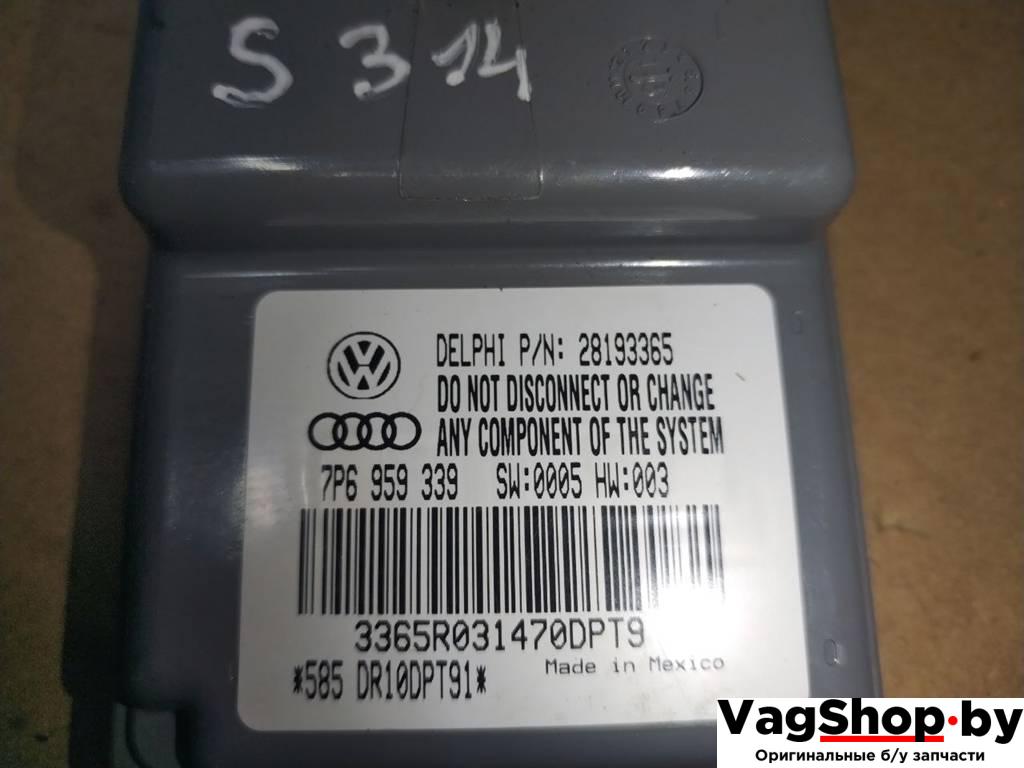 S 314
DELPHI P/N: 28193365
DO NOT DISCONNECT OR CHANGE
ANY COMPONENT OF THE SYSTEM
7P6 959 339 SW:0005 HW:003
3365R031470DPT9
Made in Mexico
*585 DR10DPT91*
VagShop.by
Оригинальные б/у запчасти